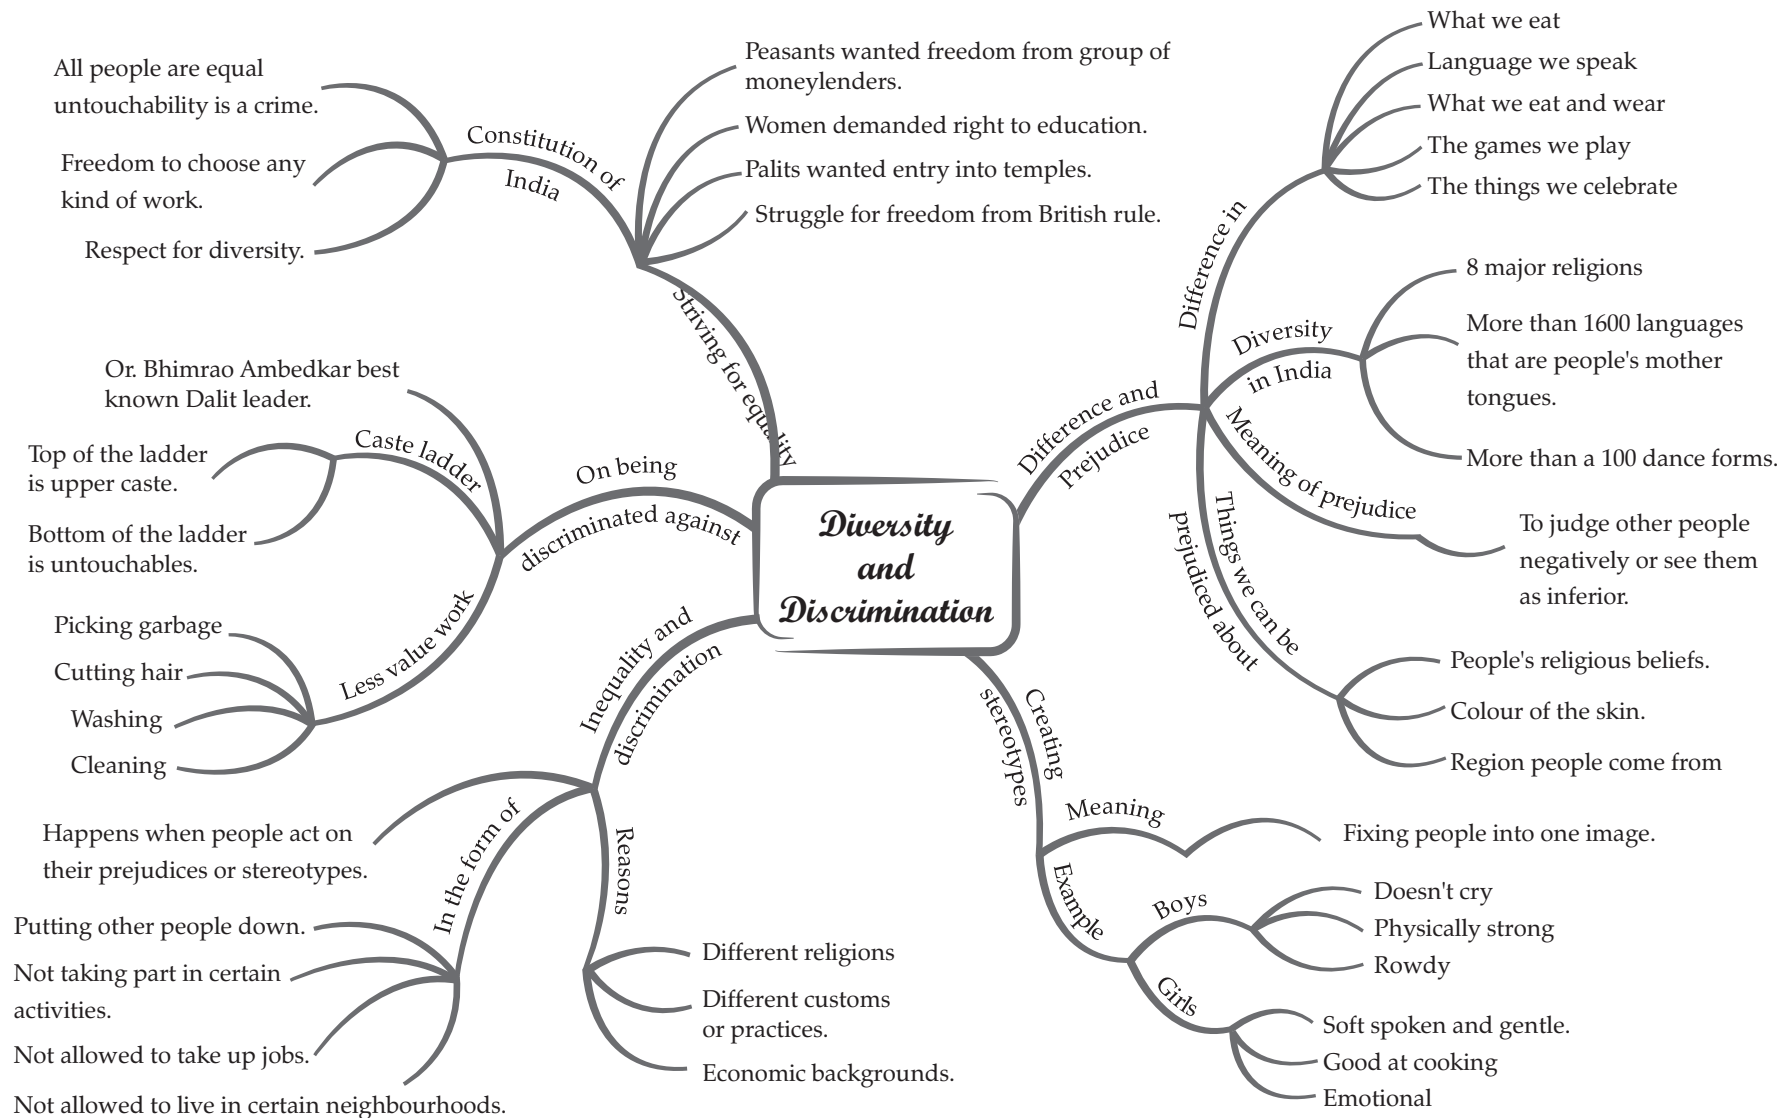 Diversity
and
Discrimination
Difference and
Prejudice
Difference in
What we eat
Language we speak
What we eat and wear
The games we play
The things we celebrate
Diversity
in India
8 major religions
More than 1600 languages
that are people's mother
tongues.
More than a 100 dance forms.
Meaning of prejudice
To judge other people
negatively or see them
as inferior.
Things we can be
prejudiced about
People's religious beliefs.
Colour of the skin.
Region people come from
Creating
stereotypes
Meaning
Fixing people into one image.
Example
Boys
Doesn't cry
Physically strong
Rowdy
Girls
Soft spoken and gentle.
Good at cooking
Emotional
Inequality and
discrimination
Happens when people act on
their prejudices or stereotypes.
In the form of
Putting other people down.
Not taking part in certain
activities.
Not allowed to take up jobs.
Not allowed to live in certain neighbourhoods.
Reasons
Different religions
Different customs
or practices.
Economic backgrounds.
On being
discriminated against
Or. Bhimrao Ambedkar best
known Dalit leader.
Caste ladder
Top of the ladder
is upper caste.
Bottom of the ladder
is untouchables.
Less value work
Picking garbage
Cutting hair
Washing
Cleaning
Striving for equality
Peasants wanted freedom from group of
moneylenders.
Women demanded right to education.
Palits wanted entry into temples.
Struggle for freedom from British rule.
Constitution of
India
All people are equal
untouchability is a crime.
Freedom to choose any
kind of work.
Respect for diversity.